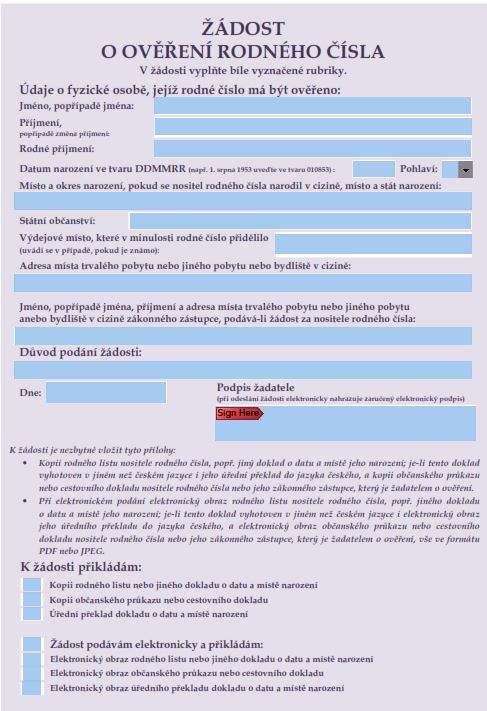 ŽÁDOST
O OVĚŘENÍ RODNÉHO ČÍSLA
V žádosti vyplňte bíle vyznačené rubriky.
Údaje o fyzické osobě, jejíž rodné číslo má být ověřeno:
Jméno, popřípadě jména:
Příjmení,
popřípadě změna příjmení:
Rodné příjmení:
Datum narození ve tvaru DDMMRR (např. 1. srpna 1953 uveďte ve tvaru 010853) : Pohlaví:
Místo a okres narození, pokud se nositel rodného čísla narodil v cizině, místo a stát narození:
Státní občanství:
Výdejové místo, které v minulosti rodné číslo přidělilo
(uvádí se v případě, pokud je známo):
Adresa místa trvalého pobytu nebo jiného pobytu nebo bydliště v cizině:
Jméno, popřípadě jména, příjmení a adresa místa trvalého pobytu nebo jiného pobytu
anebo bydliště v cizině zákonného zástupce, podává-li žádost za nositele rodného čísla:
Důvod podání žádosti:
Dne: Podpis žadatele
(při odeslání žádosti elektronicky nahrazuje zaručený elektronický podpis)
Sign Here
K žádosti je nezbytné vložit tyto přílohy:
• Kopii rodného listu nositele rodného čísla, popř. jiný doklad o datu a místě jeho narození; je-li tento doklad
vyhotoven v jiném než českém jazyce i jeho úřední překlad do jazyka českého, a kopii občanského průkazu
nebo cestovního dokladu nositele rodného čísla nebo jeho zákonného zástupce, který je žadatelem o ověření.
• Při elektronickém podání elektronický obraz rodného listu nositele rodného čísla, popř. jiného dokladu
o datu a místě jeho narození; je-li tento doklad vyhotoven v jiném než českém jazyce i elektronický obraz
jeho úředního překladu do jazyka českého, a elektronický obraz občanského průkazu nebo cestovního
dokladu nositele rodného čísla nebo jeho zákonného zástupce, který je žadatelem o ověření, vše ve formátu
PDF nebo JPEG.
K žádosti přikládám:
Kopii rodného listu nebo jiného dokladu o datu a místě narození
Kopii občanského průkazu nebo cestovního dokladu
Úřední překlad dokladu o datu a místě narození
Žádost podávám elektronicky a přikládám:
Elektronický obraz rodného listu nebo jiného dokladu o datu a místě narození
Elektronický obraz občanského průkazu nebo cestovního dokladu
Elektronický obraz úředního překladu dokladu o datu a místě narození